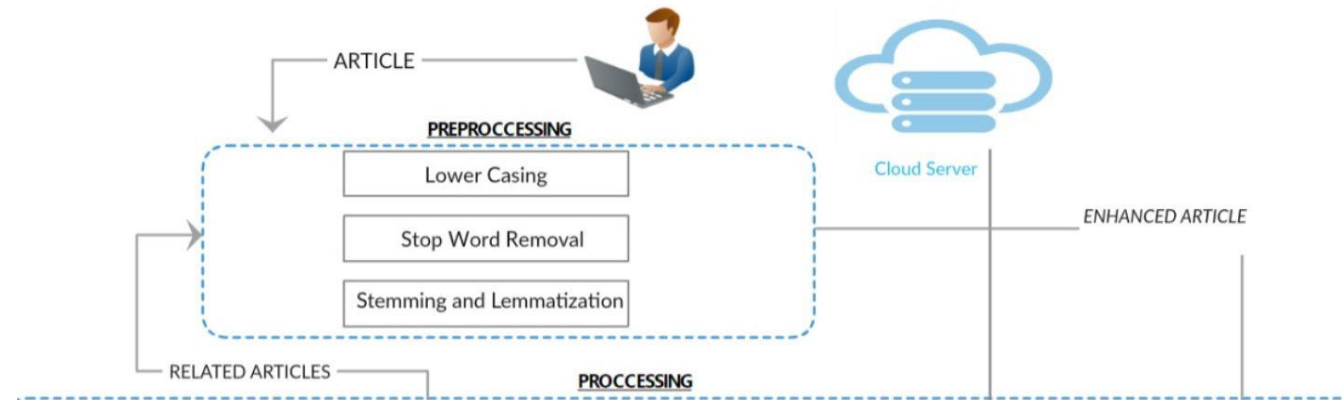 ARTICLE
PREPROCCESSING
Lower Casing
Cloud Server
ENHANCED ARTICLE
Stop Word Removal
Stemming and Lemmatization
RELATED ARTICLES
PROCCESSING